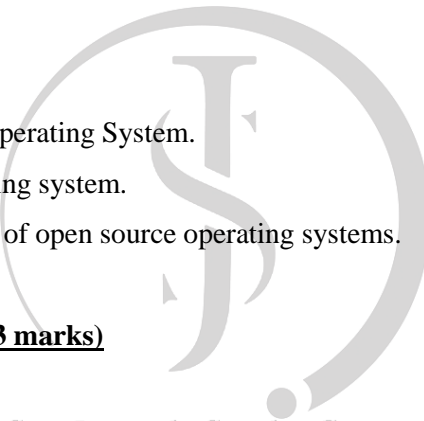 perating System.
ng system.
of open source operating systems.
3 marks)